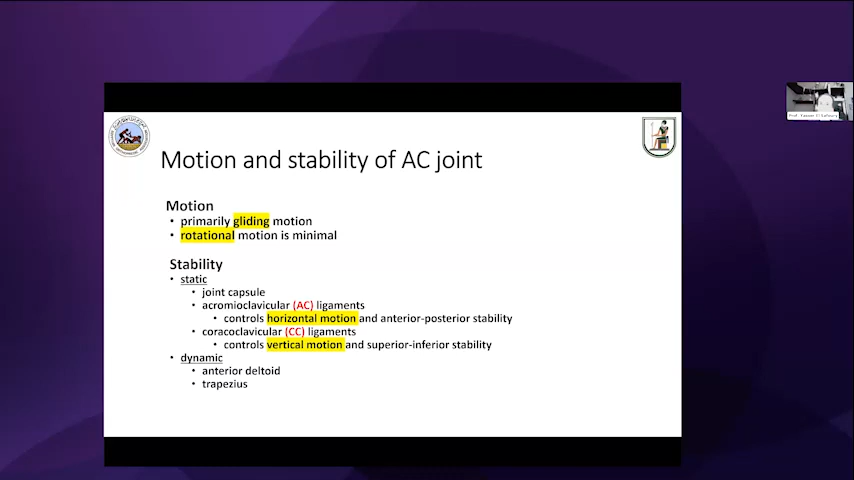 Motion and stability of AC joint
Motion
• primarily gliding motion
• rotational motion is minimal
Stability
• static
• joint capsule
• acromioclavicular (AC) ligaments
• controls horizontal motion and anterior-posterior stability
• coracoclavicular (CC) ligaments
• controls vertical motion and superior-inferior stability
• dynamic
• anterior deltoid
• trapezius